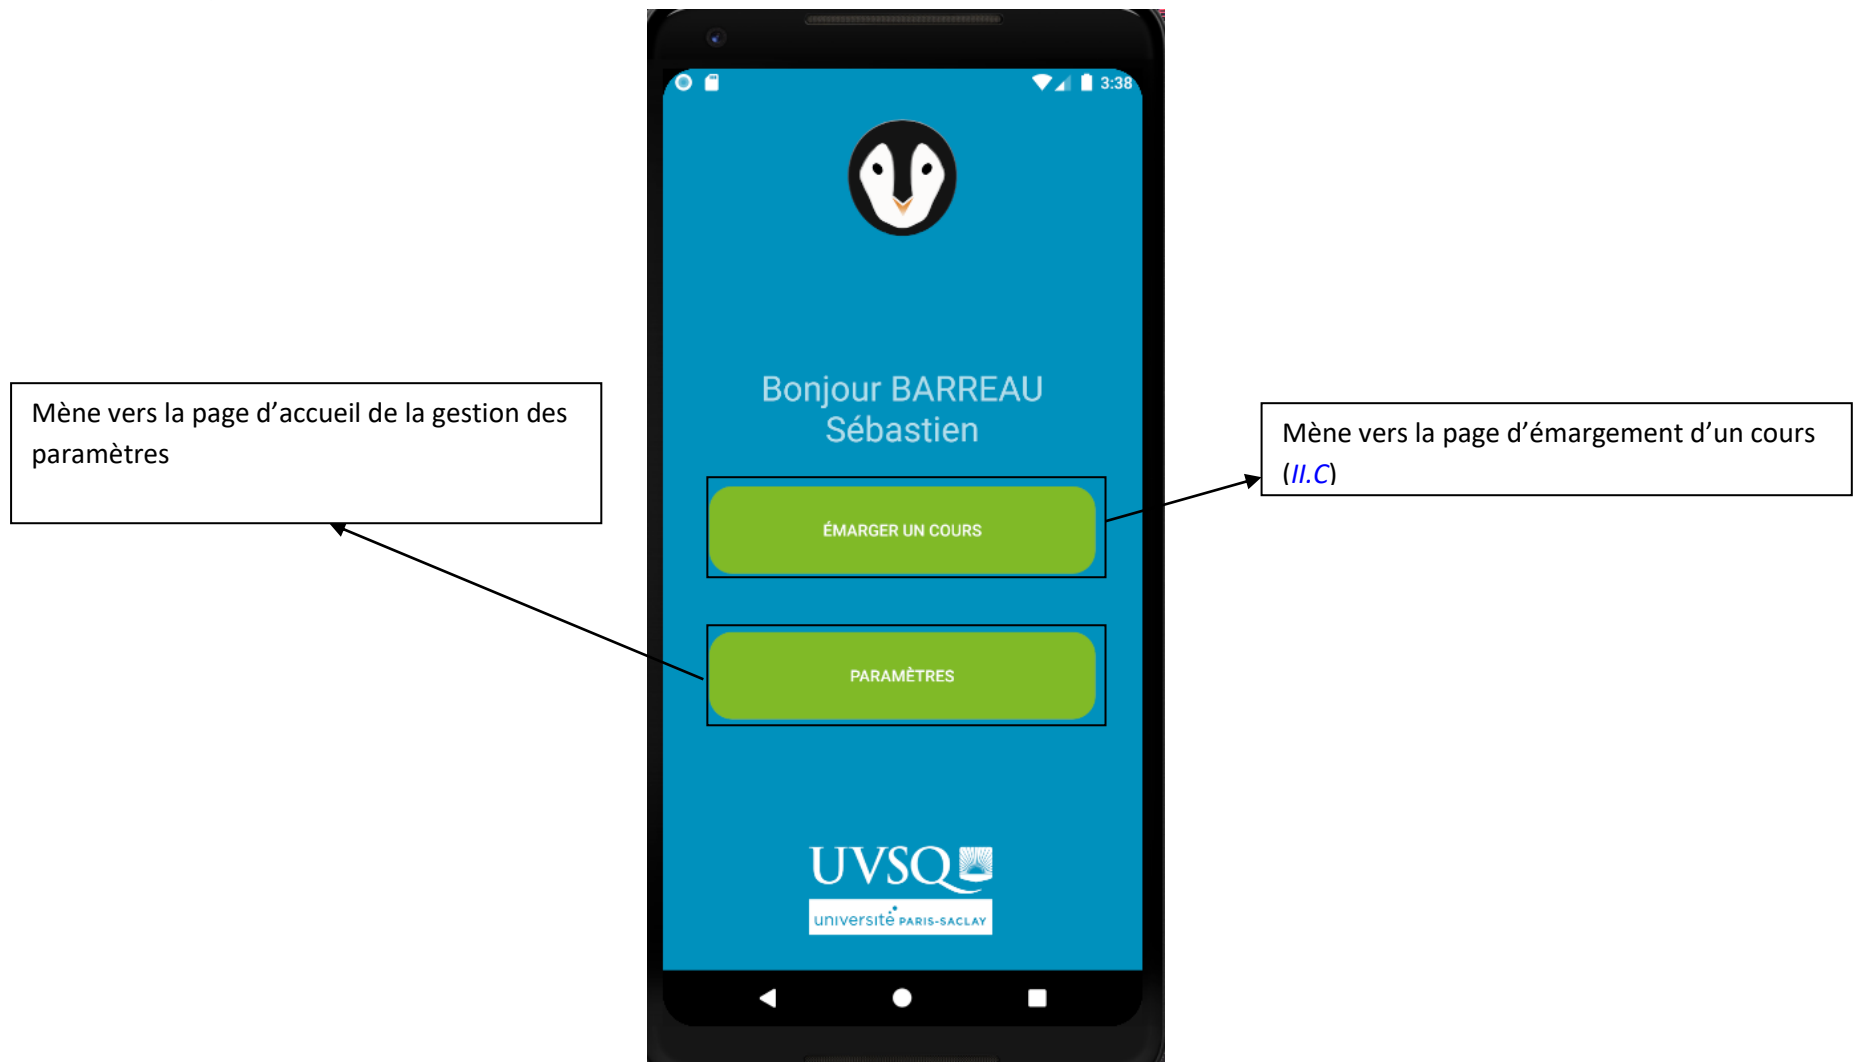 3:38
Bonjour BARREAU
Sébastien
Mène vers la page d’accueil de la gestion des
paramètres
Mène vers la page d’émargement d’un cours
(II.C)
ÉMARGER UN COURS
PARAMÈTRES
UVSQ
université PARIS-SACLAY